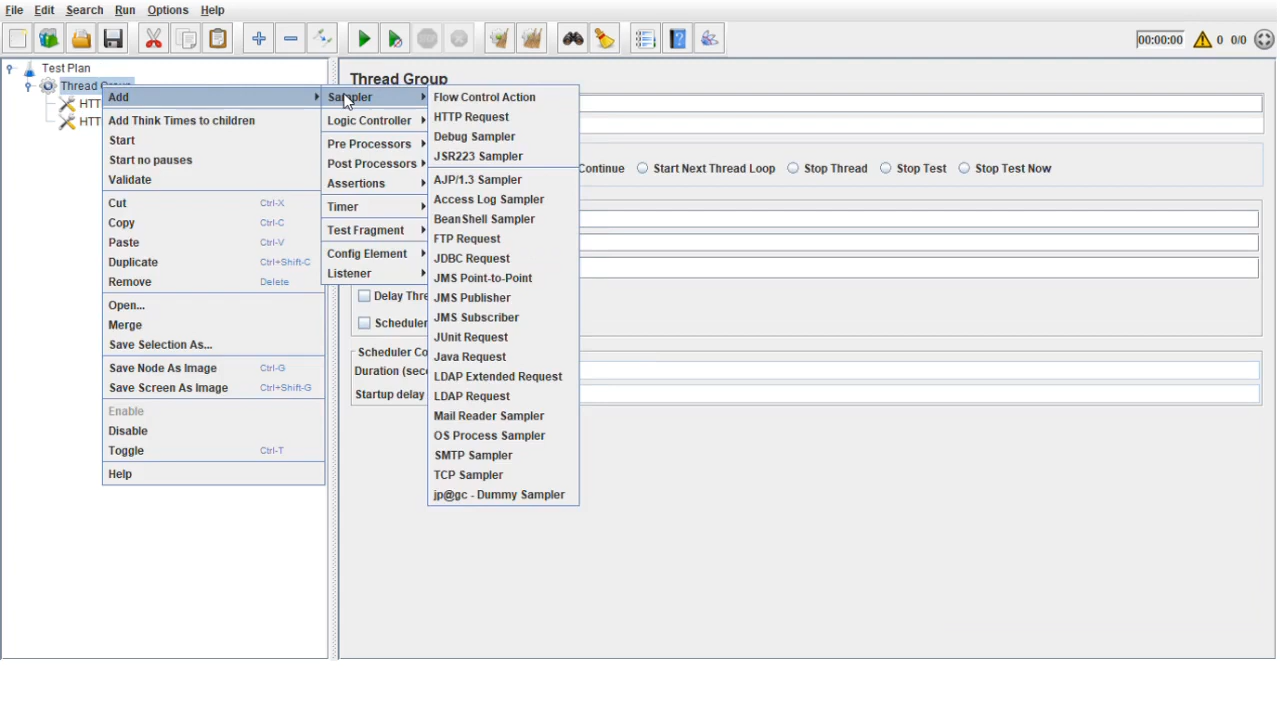 File Edit Search Run Options Help
00:00:00 0 0/0
Test Plan
Thread Group
HTT
HTT
Add
Add Think Times to children
Start
Start no pauses
Validate
Cut Ctrl-X
Copy Ctrl-C
Paste Ctrl-V
Duplicate Ctrl+Shift-C
Remove Delete
Open...
Merge
Save Selection As...
Save Node As Image Ctrl-G
Save Screen As Image Ctrl+Shift-G
Enable
Disable
Toggle Ctrl-T
Help
Sampler
Logic Controller
Pre Processors
Post Processors
Assertions
Timer
Test Fragment
Config Element
Listener
Flow Control Action
HTTP Request
Debug Sampler
JSR223 Sampler
AJP/1.3 Sampler
Access Log Sampler
BeanShell Sampler
FTP Request
JDBC Request
JMS Point-to-Point
JMS Publisher
JMS Subscriber
JUnit Request
Java Request
LDAP Extended Request
LDAP Request
Mail Reader Sampler
OS Process Sampler
SMTP Sampler
TCP Sampler
jp@gc - Dummy Sampler
Thread Group
Continue Start Next Thread Loop Stop Thread Stop Test Stop Test Now
Delay Thre
Scheduler
Scheduler Co
Duration (sec
Startup delay